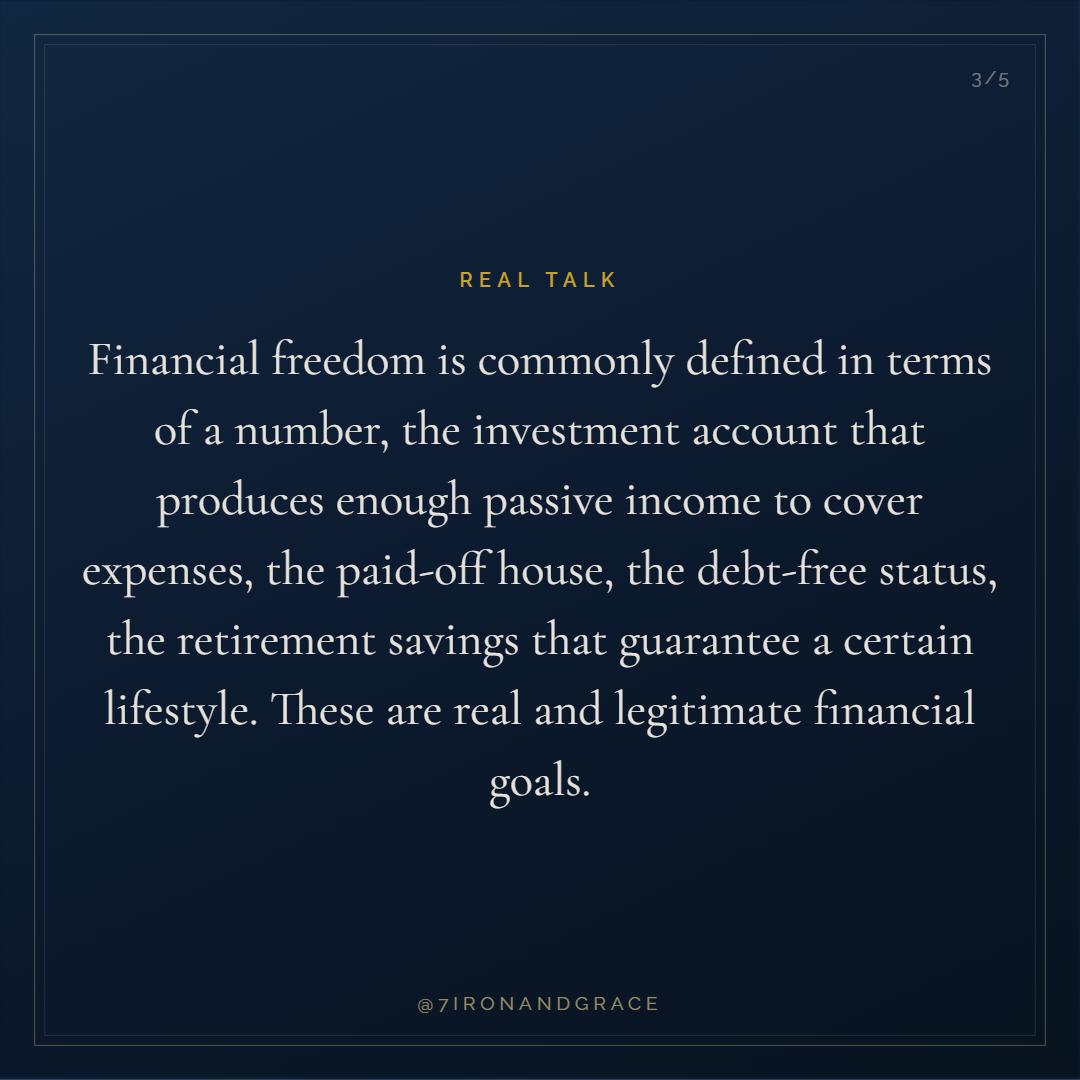 3/5
REAL TALK
Financial freedom is commonly defined in terms
of a number, the investment account that
produces enough passive income to cover
expenses, the paid-off house, the debt-free status,
the retirement savings that guarantee a certain
lifestyle. These are real and legitimate financial
goals.
@7IRONANDGRACE